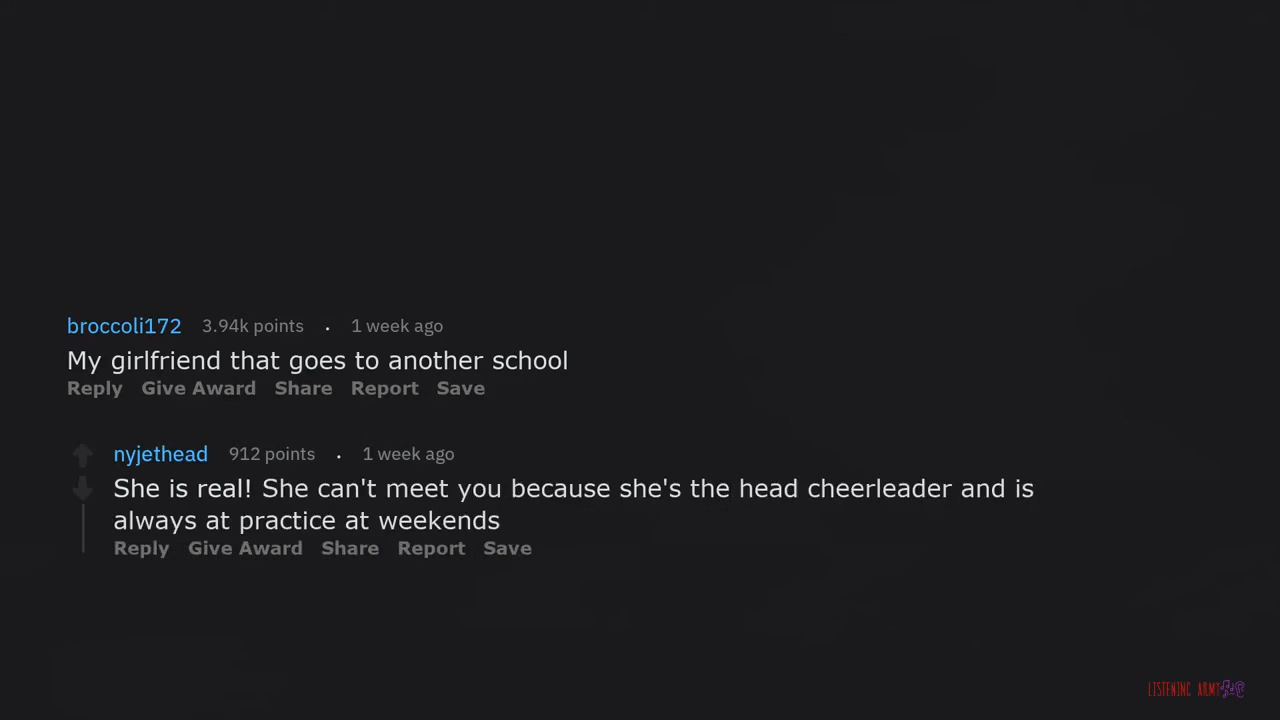 broccoli172 3.94k points . 1 week ago
My girlfriend that goes to another school
Reply Give Award Share Report Save
nyjethead 912 points . 1 week ago
She is real! She can't meet you because she's the head cheerleader and is
always at practice at weekends
Reply Give Award Share Report Save
LISTENING ARMY